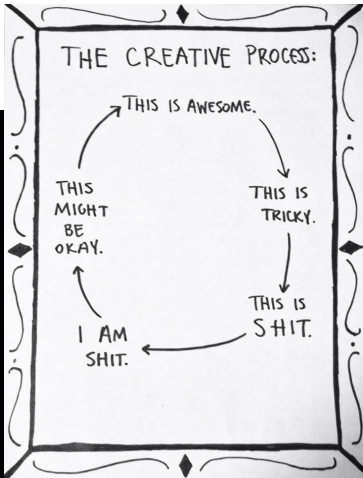 THE CREATIVE PROCESS:
THIS IS AWESOME.
THIS IS
TRICKY.
THIS IS
SHIT.
I AM
SHIT.
THIS
MIGHT
BE
OKAY.